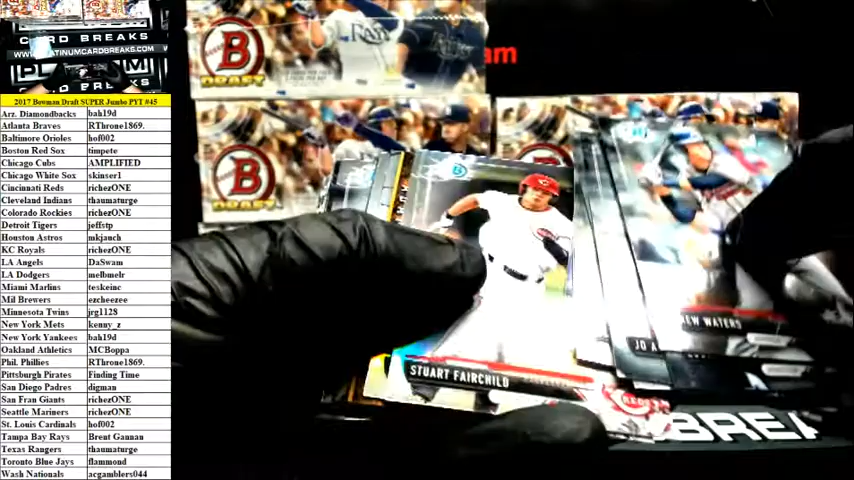 CARD BREAKS
WWW.PLATINUMCARDBREAKS.COM
2017 Bowman Draft SUPER Jumbo PYT #45
Arz. Diamondbacks bah19d
Atlanta Braves RThrone1869.
Baltimore Orioles hof002
Boston Red Sox timpete
Chicago Cubs AMPLIFIED
Chicago White Sox skinser1
Cincinnati Reds richezONE
Cleveland Indians thaumaturge
Colorado Rockies richezONE
Detroit Tigers jeffstp
Houston Astros mkjauch
KC Royals richezONE
LA Angels DaSwam
LA Dodgers melbmelr
Miami Marlins teskeinc
Mil Brewers ezcheezee
Minnesota Twins jrg1128
New York Mets kenny_z
New York Yankees bah19d
Oakland Athletics MCBoppa
Phil. Phillies RThrone1869.
Pittsburgh Pirates Finding Time
San Diego Padres digman
San Fran Giants richezONE
Seattle Mariners richezONE
St. Louis Cardinals hof002
Tampa Bay Rays Brent Gannan
Texas Rangers thaumaturge
Toronto Blue Jays flammond
Wash Nationals acgamblers044
B
DRAFT
am
B
DRAFT
STUART FAIRCHILD
REDS
JO A
EW WATERS
BREA